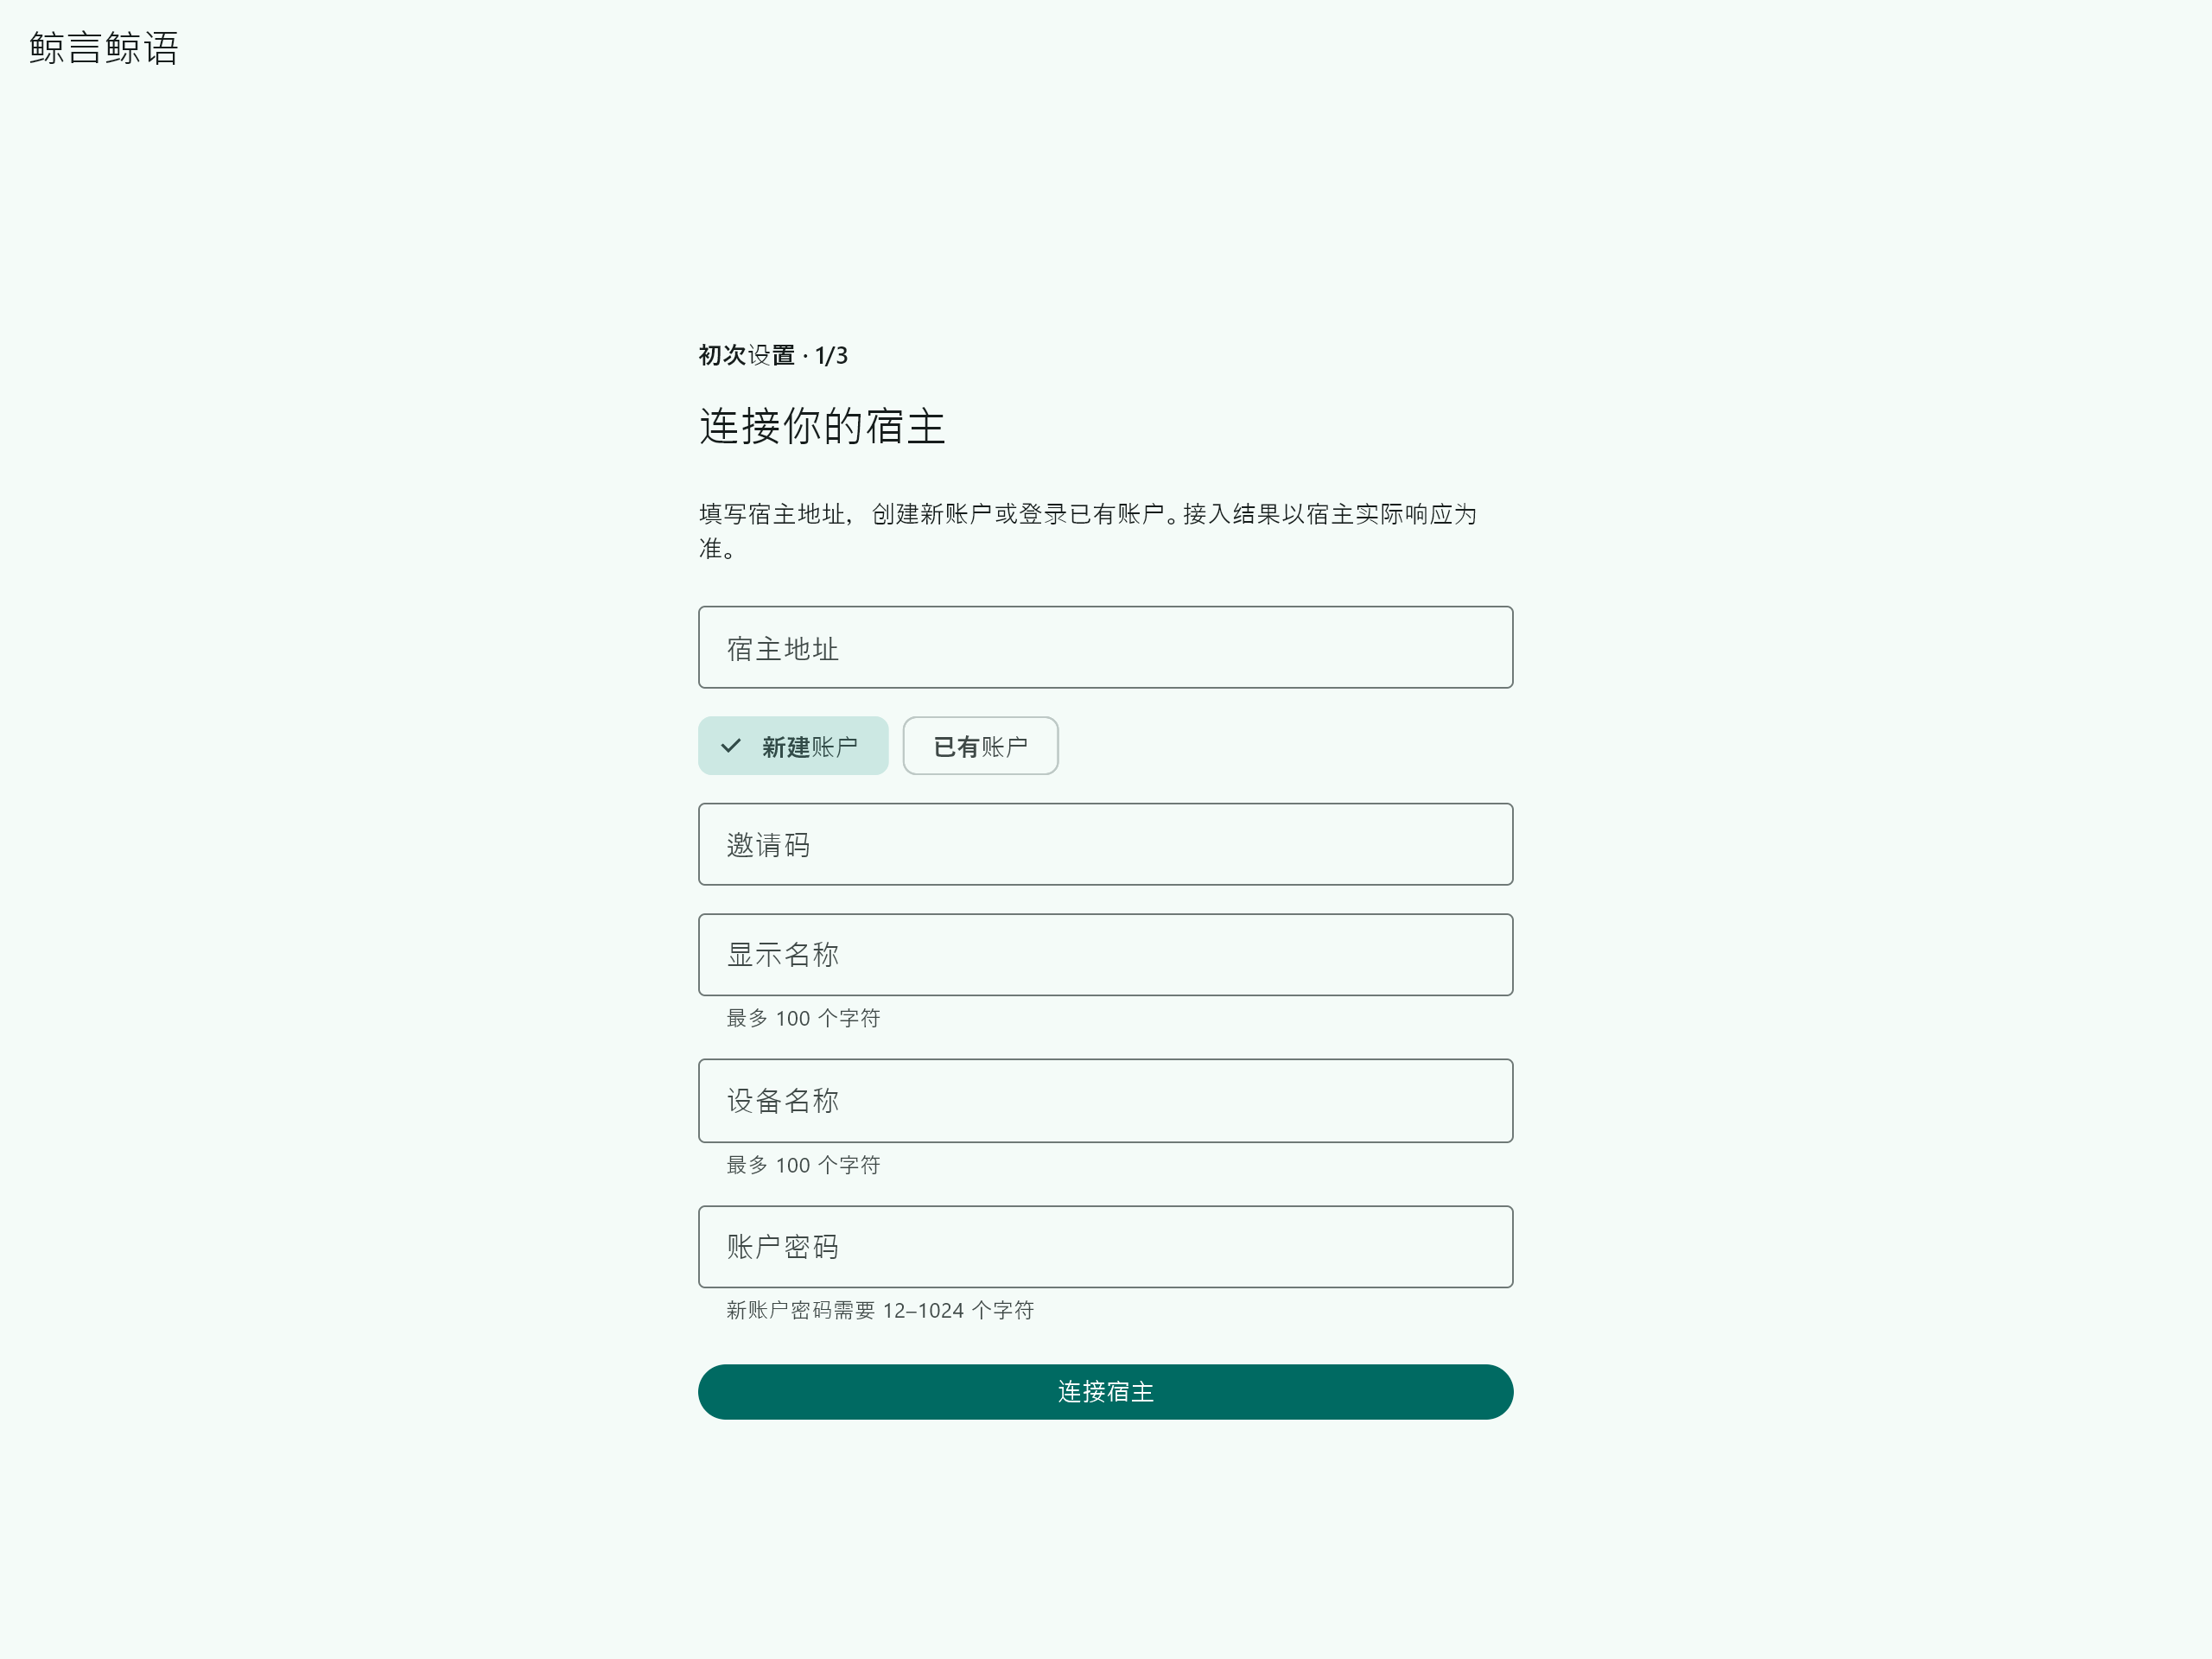 鲸言鲸语
初次设置 · 1/3
连接你的宿主
填写宿主地址，创建新账户或登录已有账户。接入结果以宿主实际响应为
准。
宿主地址
新建账户 已有账户
邀请码
显示名称
最多 100 个字符
设备名称
最多 100 个字符
账户密码
新账户密码需要 12–1024 个字符
连接宿主